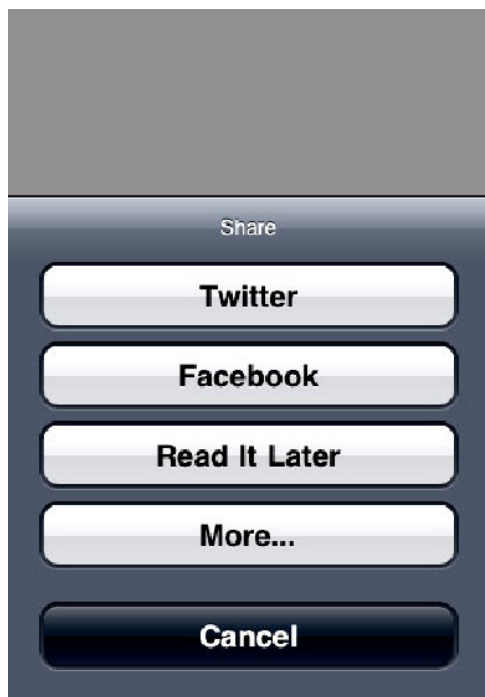 Share
Twitter
Facebook
Read It Later
More...
Cancel